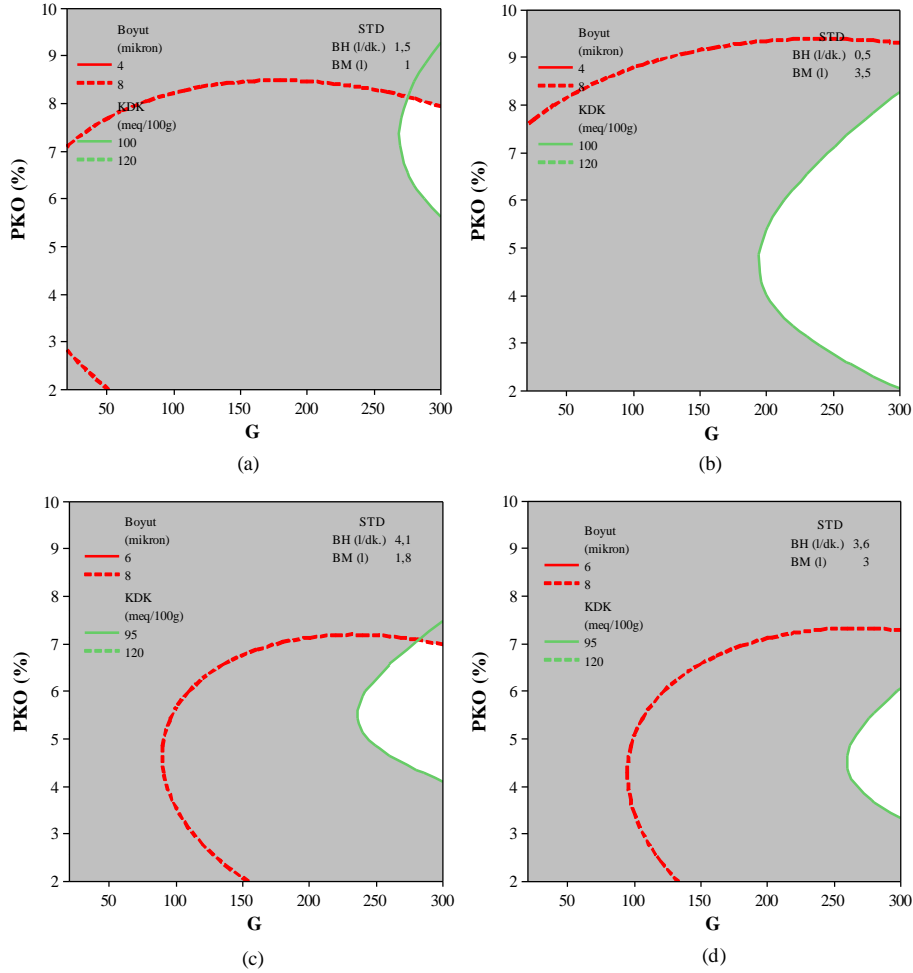 10
9
8
7
6
5
4
3
2
PKO (%)
Boyut
(mikron)
4
8
KDK
(meq/100g)
100
120
STD
BH (l/dk.) 1,5
BM (l) 1
50 100 150 200 250 300
G
(a)
10
9
8
7
6
5
4
3
2
PKO (%)
Boyut
(mikron)
4
8
KDK
(meq/100g)
100
120
STD
BH (l/dk.) 0,5
BM (l) 3,5
50 100 150 200 250 300
G
(b)
10
9
8
7
6
5
4
3
2
PKO (%)
Boyut
(mikron)
6
8
KDK
(meq/100g)
95
120
STD
BH (l/dk.) 4,1
BM (l) 1,8
50 100 150 200 250 300
G
(c)
10
9
8
7
6
5
4
3
2
PKO (%)
Boyut
(mikron)
6
8
KDK
(meq/100g)
95
120
STD
BH (l/dk.) 3,6
BM (l) 3
50 100 150 200 250 300
G
(d)